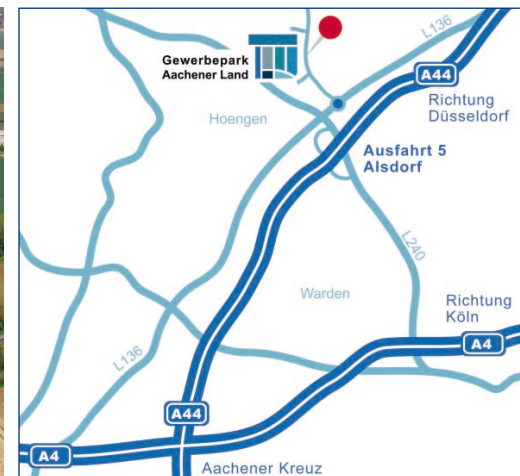 L136
Gewerbepark
Aachener Land
A44
Richtung
Düsseldorf
Hoengen
Ausfahrt 5
Alsdorf
L240
Warden
Richtung
Köln
A4
L136
A44
A4
Aachener Kreuz